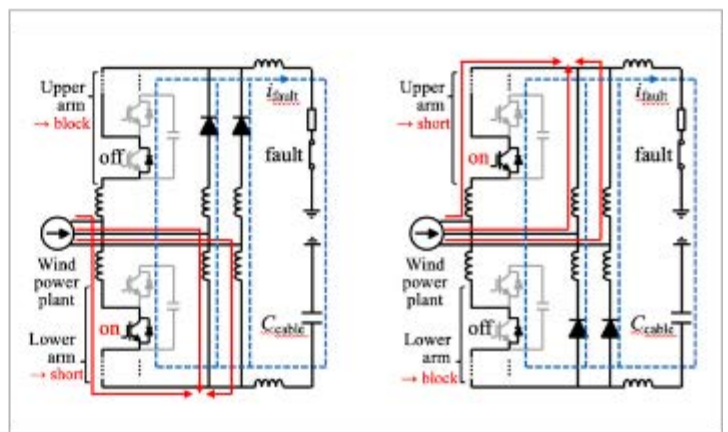 Upper
arm
→ block
off
i_fault
fault
Wind
power
plant
on
Lower
arm
→ short
C_cable
Upper
arm
→ short
on
i_fault
fault
Wind
power
plant
off
Lower
arm
→ block
C_cable